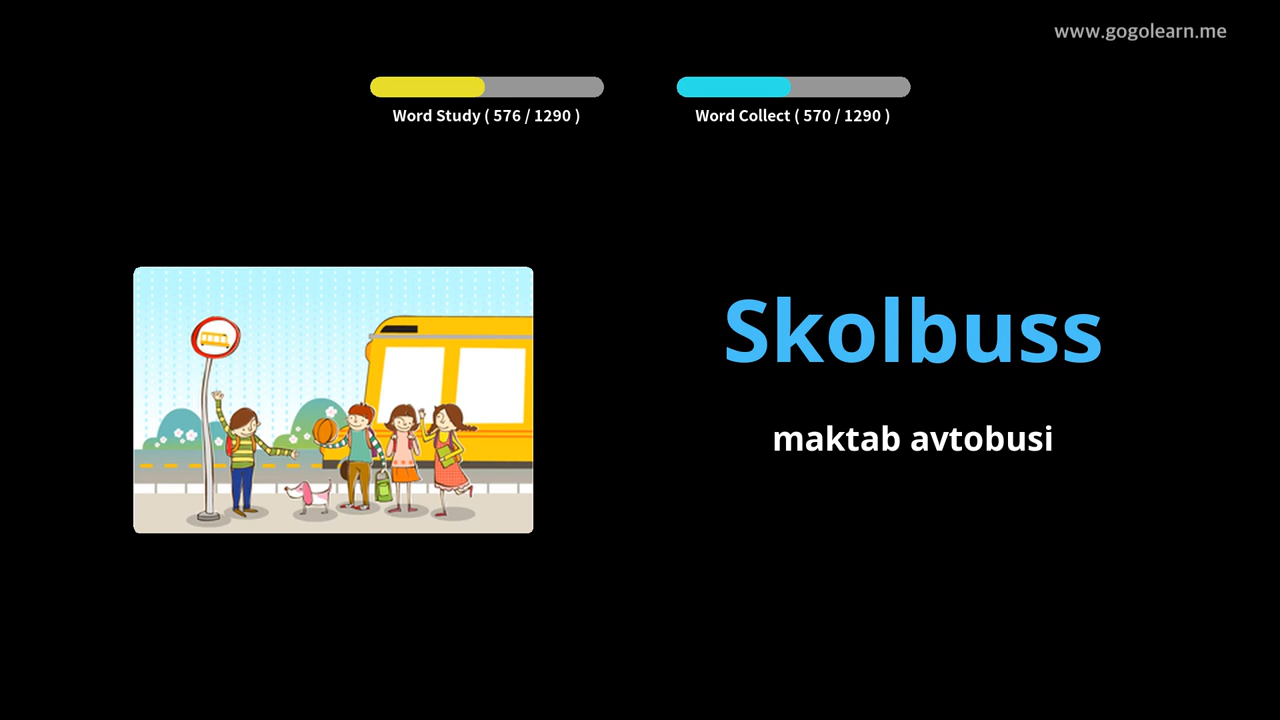 www.gogolearn.me
Word Study ( 576 / 1290 )
Word Collect ( 570 / 1290 )
Skolbuss
maktab avtobusi